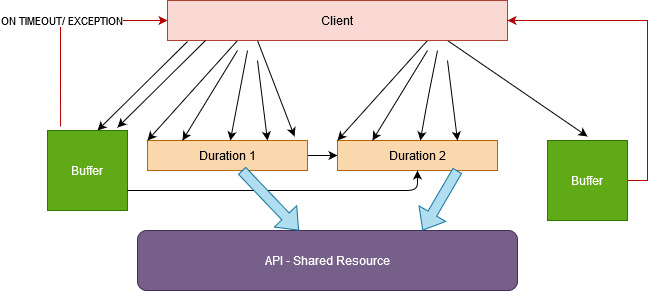 Client
ON TIMEOUT/ EXCEPTION
Buffer
Duration 1
Duration 2
Buffer
API - Shared Resource